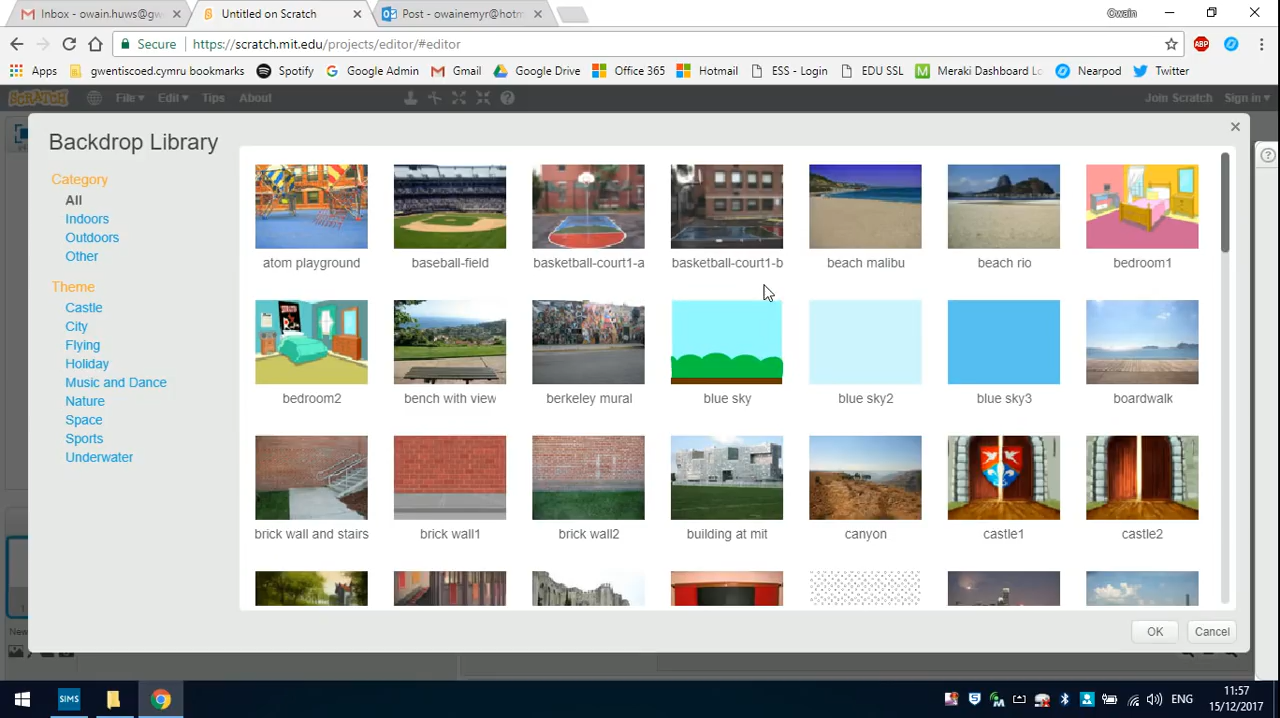 Inbox - owain.huws@gw
Untitled on Scratch
Post - owainemyr@hotm
Owain
Secure
https://scratch.mit.edu/projects/editor/#editor
ABP
Apps
gwentiscoed.cymru bookmarks
Spotify
Google Admin
Gmail
Google Drive
Office 365
Hotmail
ESS - Login
EDU SSL
Meraki Dashboard Lo
Nearpod
Twitter
SCRATCH
File
Edit
Tips
About
Join Scratch
Sign in
Backdrop Library
Category
All
Indoors
Outdoors
Other
Theme
Castle
City
Flying
Holiday
Music and Dance
Nature
Space
Sports
Underwater
atom playground
baseball-field
basketball-court1-a
basketball-court1-b
beach malibu
beach rio
bedroom1
bedroom2
bench with view
berkeley mural
blue sky
blue sky2
blue sky3
boardwalk
brick wall and stairs
brick wall1
brick wall2
building at mit
canyon
castle1
castle2
OK
Cancel
SIMS
ENG
11:57
15/12/2017